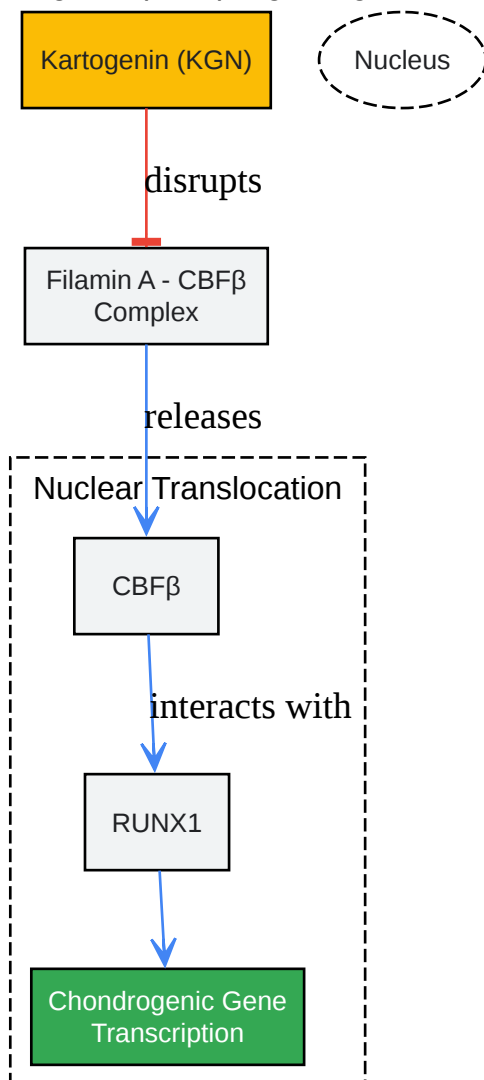 Kartogenin (KGN)
Nucleus
disrupts
Filamin A - CBFβ
Complex
releases
Nuclear Translocation
CBFβ
interacts with
RUNX1
Chondrogenic Gene
Transcription